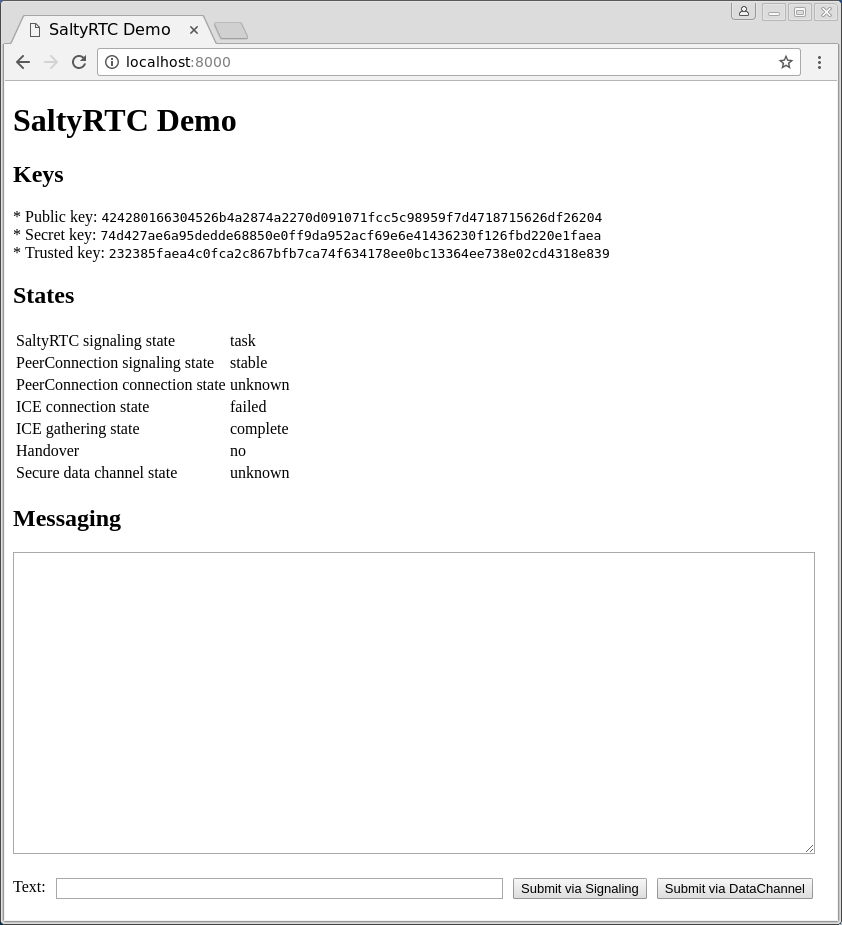 SaltyRTC Demo
localhost:8000
SaltyRTC Demo
Keys
* Public key: 424280166304526b4a2874a2270d091071fcc5c98959f7d4718715626df26204
* Secret key: 74d427ae6a95dedde68850e0ff9da952acf69e6e41436230f126fbd220e1faea
* Trusted key: 232385faea4c0fca2c867bfb7ca74f634178ee0bc13364ee738e02cd4318e839
States
SaltyRTC signaling state task
PeerConnection signaling state stable
PeerConnection connection state unknown
ICE connection state failed
ICE gathering state complete
Handover no
Secure data channel state unknown
Messaging
Text: Submit via Signaling Submit via DataChannel